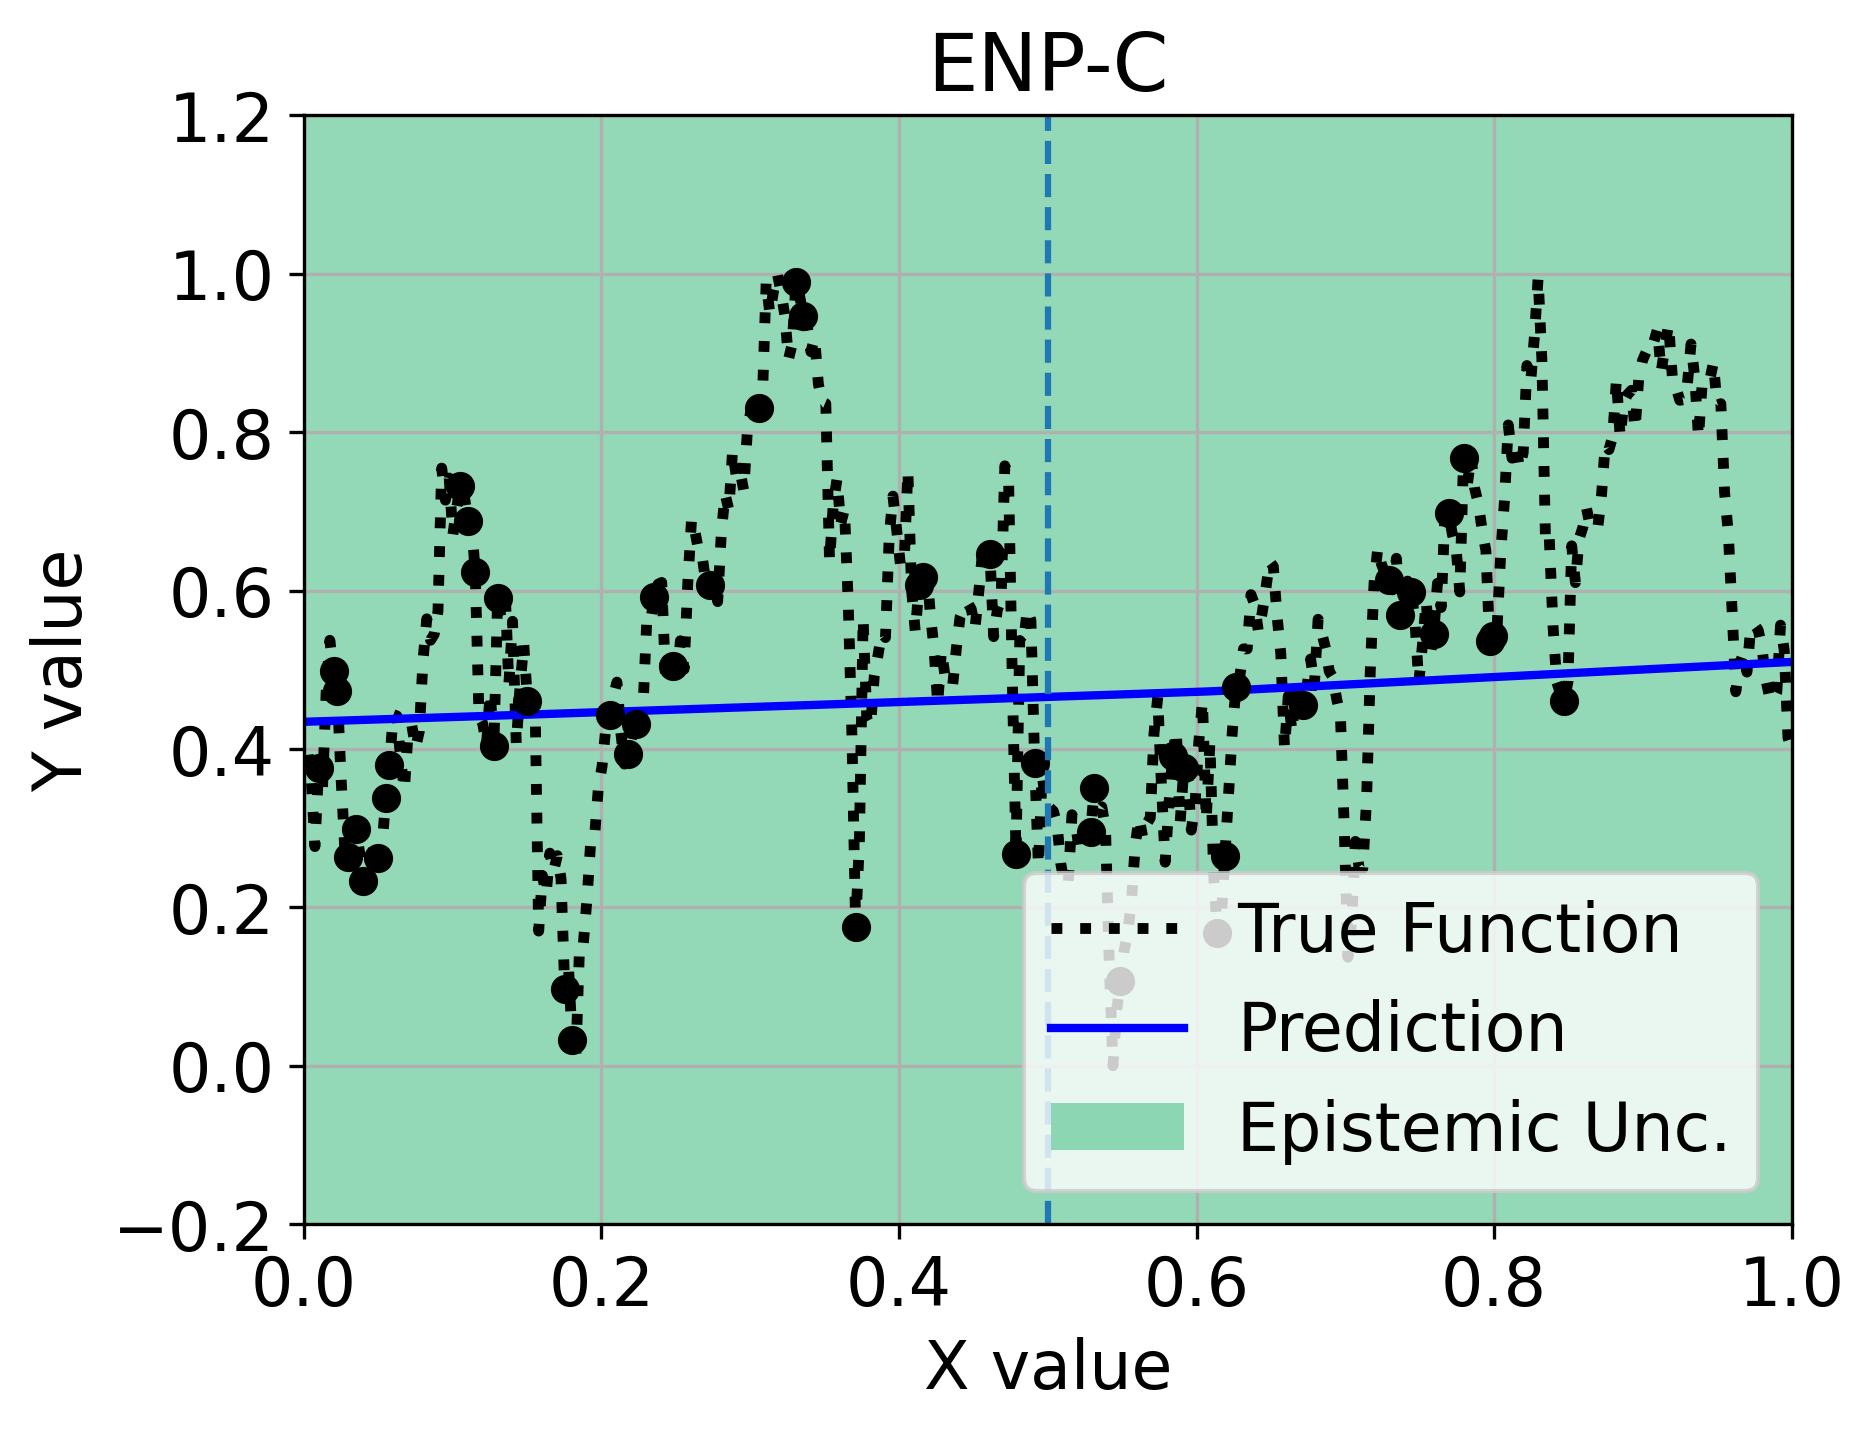 ENP-C
1.2
1.0
0.8
0.6
0.4
0.2
0.0
−0.2
Y value
True Function
Prediction
Epistemic Unc.
0.0 0.2 0.4 0.6 0.8 1.0
X value